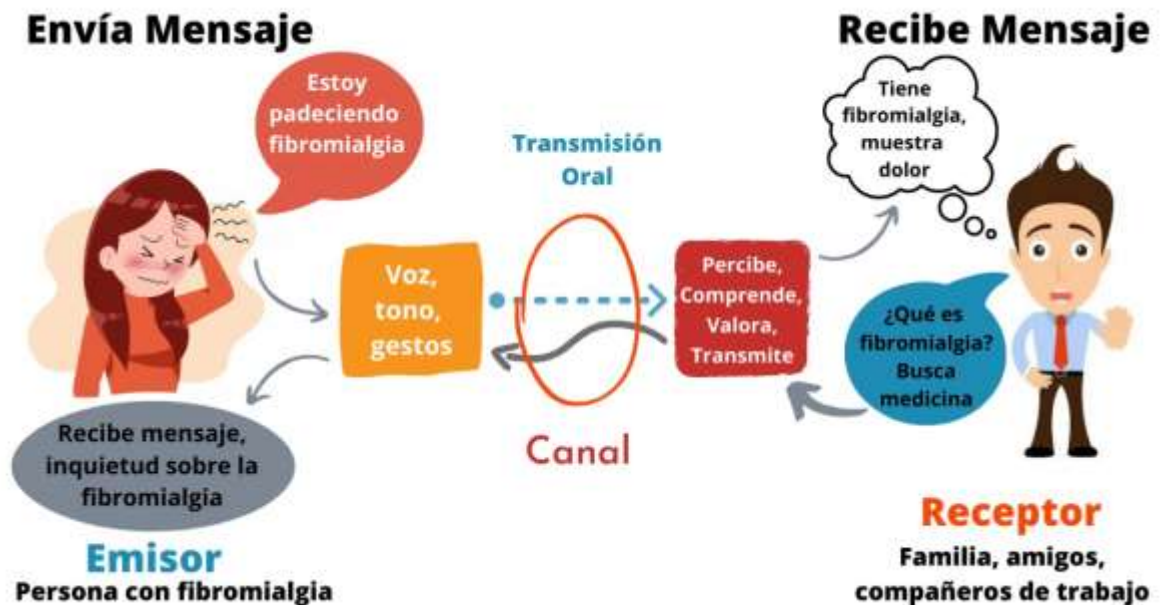 Envía Mensaje
Estoy
padeciendo
fibromialgia
Voz,
tono,
gestos
Recibe mensaje,
inquietud sobre la
fibromialgia
Emisor
Persona con fibromialgia
Transmisión
Oral
Canal
Recibe Mensaje
Tiene
fibromialgia,
muestra
dolor
Percibe,
Comprende,
Valora,
Transmite
¿Qué es
fibromialgia?
Busca
medicina
Receptor
Familia, amigos,
compañeros de trabajo